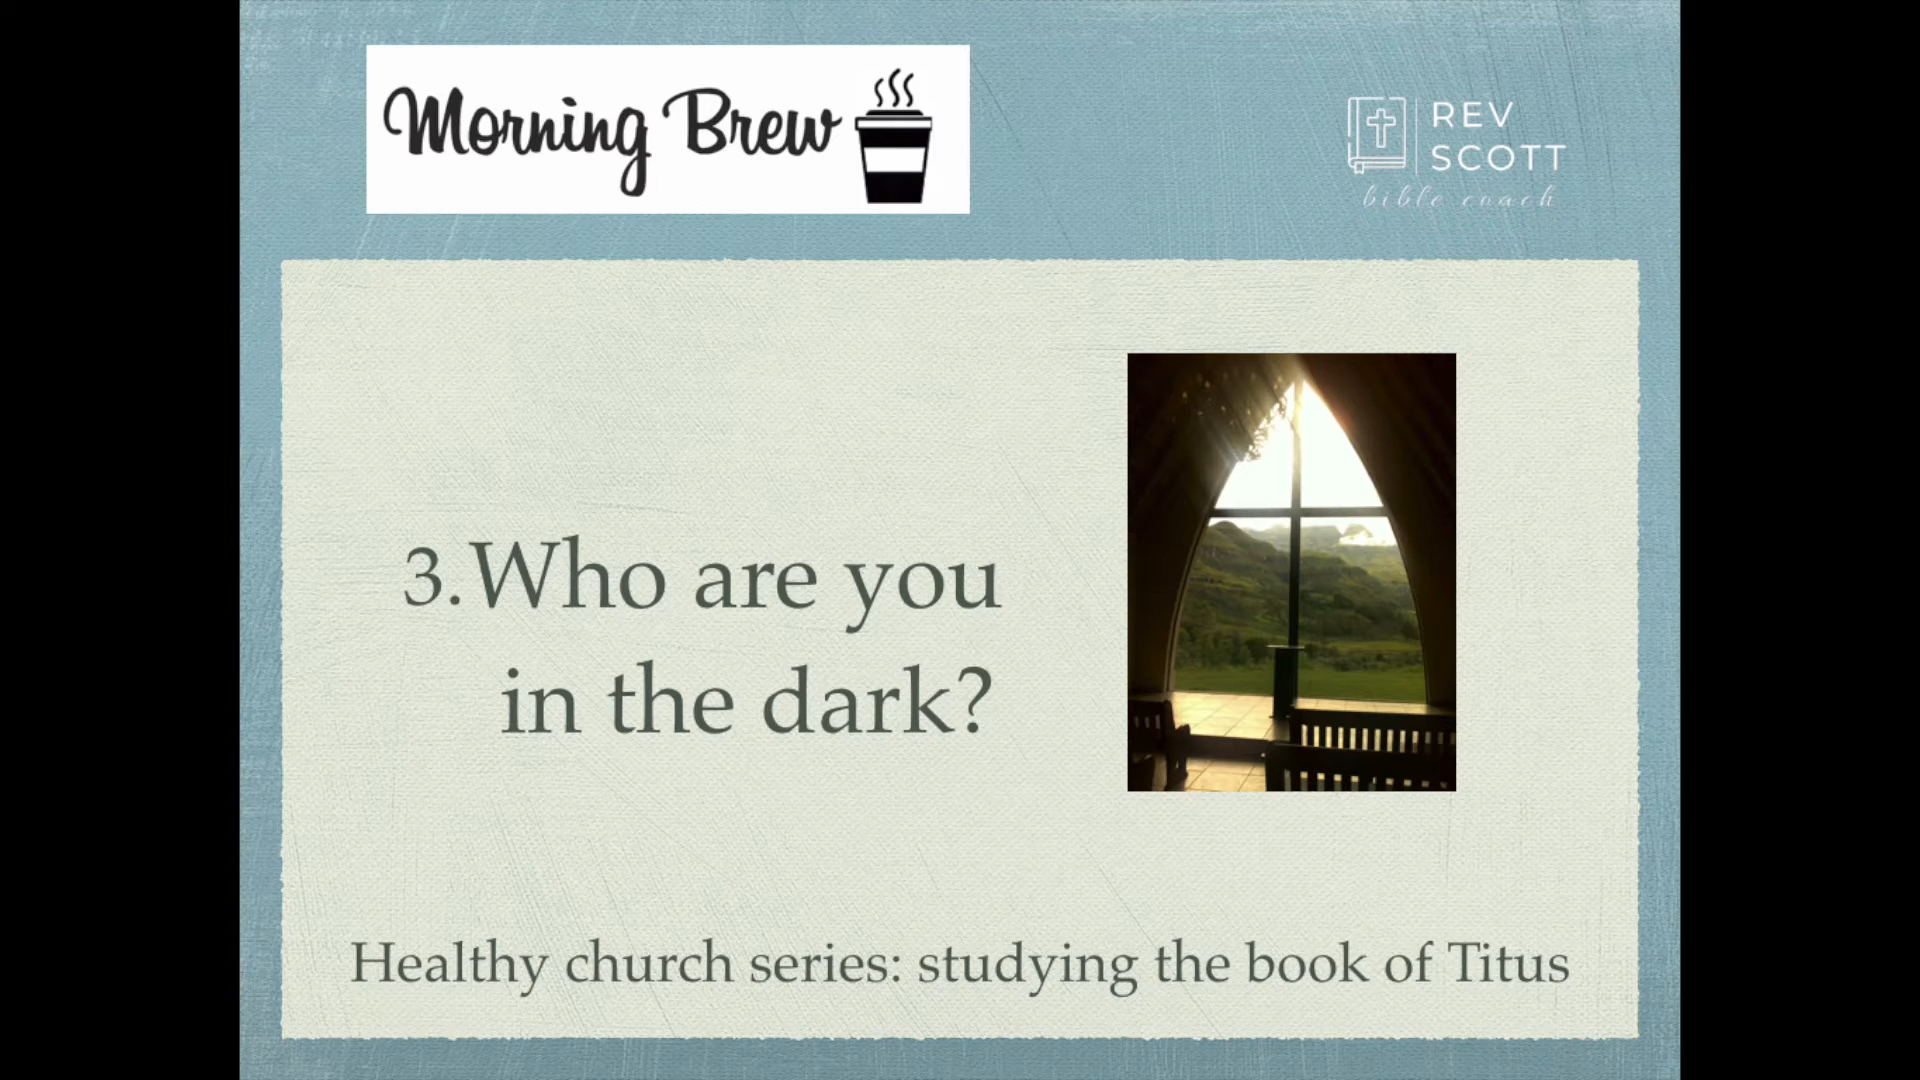 Morning Brew
REV
SCOTT
bible coach
3.Who are you
in the dark?
Healthy church series: studying the book of Titus